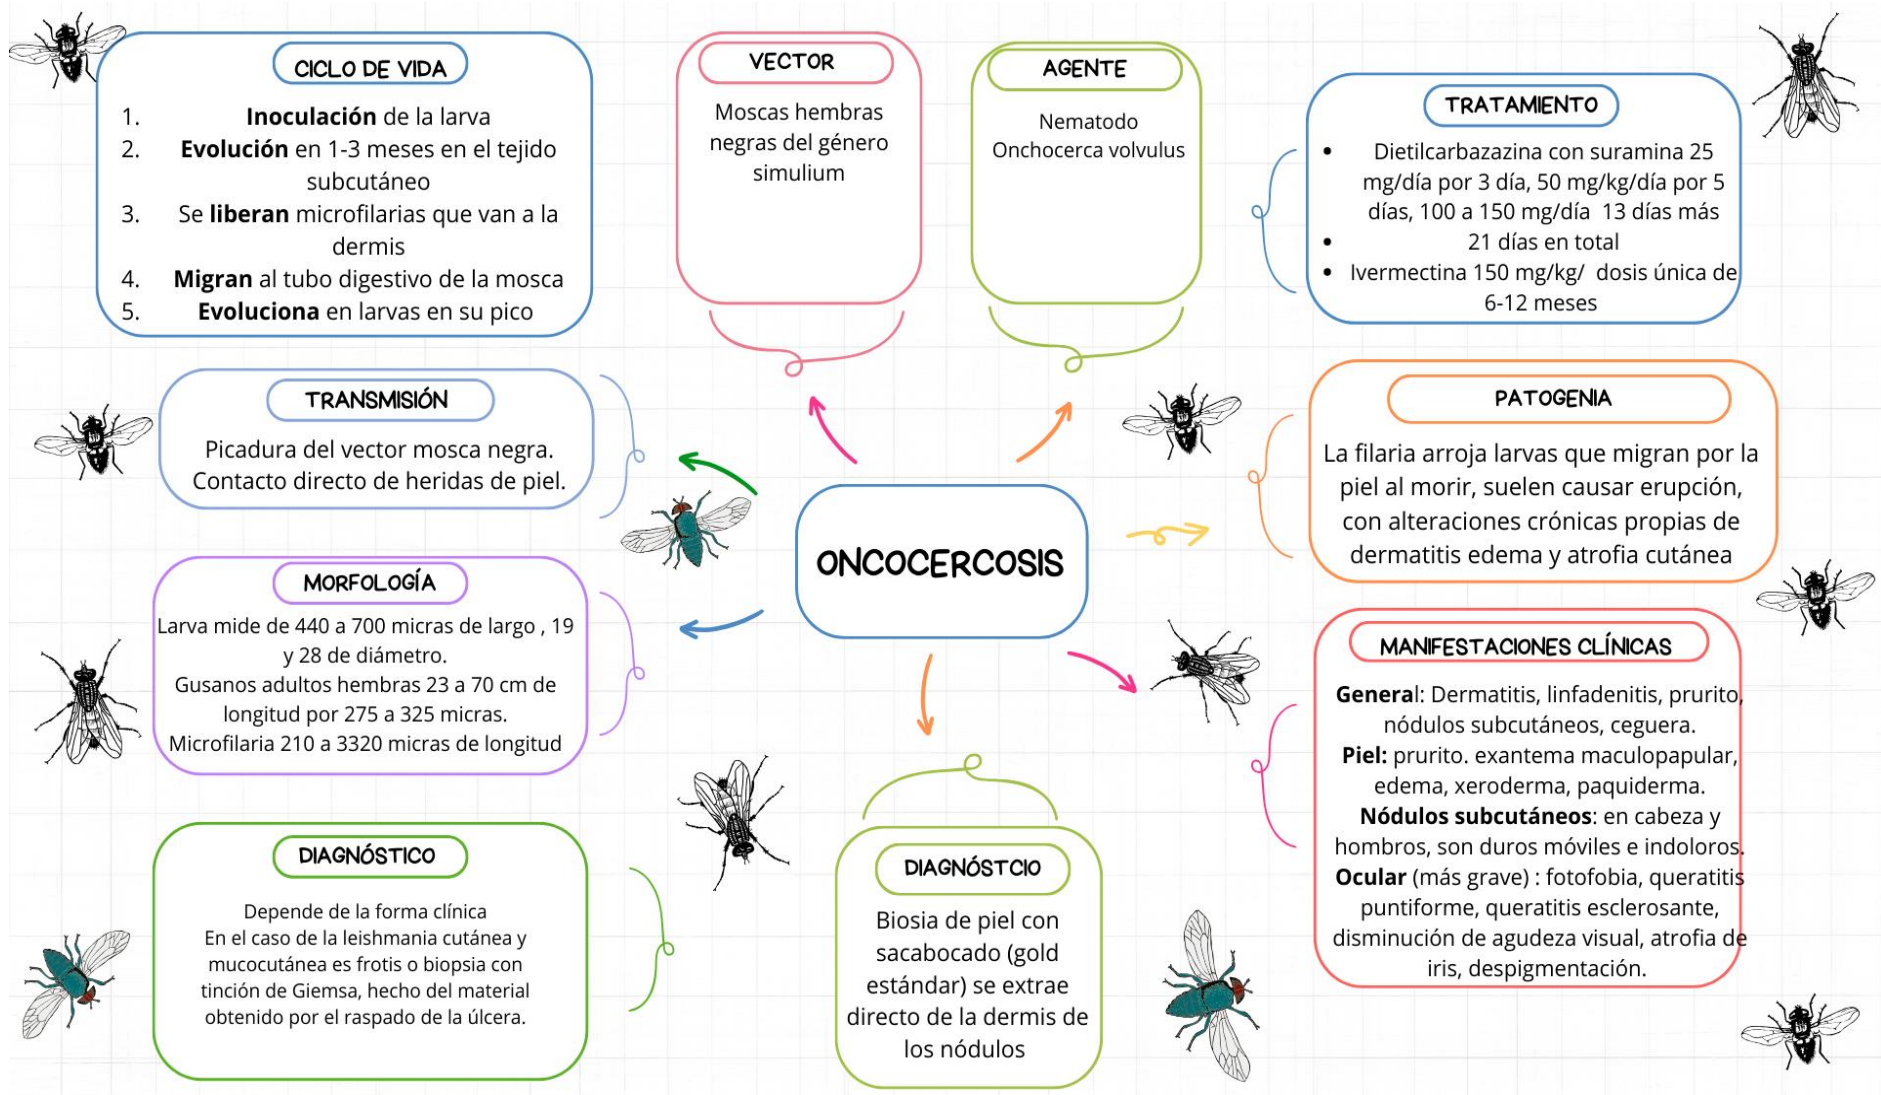 CICLO DE VIDA
1. Inoculación de la larva
2. Evolución en 1-3 meses en el tejido
subcutáneo
3. Se liberan microfilarias que van a la
dermis
4. Migran al tubo digestivo de la mosca
5. Evoluciona en larvas en su pico
VECTOR
Moscas hembras
negras del género
simulium
AGENTE
Nematodo
Onchocerca volvulus
TRATAMIENTO
• Dietilcarbazazina con suramina 25
mg/día por 3 día, 50 mg/kg/día por 5
días, 100 a 150 mg/día 13 días más
• 21 días en total
• Ivermectina 150 mg/kg/ dosis única de
6-12 meses
TRANSMISIÓN
Picadura del vector mosca negra.
Contacto directo de heridas de piel.
PATOGENIA
La filaria arroja larvas que migran por la
piel al morir, suelen causar erupción,
con alteraciones crónicas propias de
dermatitis edema y atrofia cutánea
ONCOCERCOSIS
MORFOLOGÍA
Larva mide de 440 a 700 micras de largo , 19
y 28 de diámetro.
Gusanos adultos hembras 23 a 70 cm de
longitud por 275 a 325 micras.
Microfilaria 210 a 3320 micras de longitud
MANIFESTACIONES CLÍNICAS
General: Dermatitis, linfadenitis, prurito,
nódulos subcutáneos, ceguera.
Piel: prurito. exantema maculopapular,
edema, xeroderma, paquiderma.
Nódulos subcutáneos: en cabeza y
hombros, son duros móviles e indoloros.
Ocular (más grave) : fotofobia, queratitis
puntiforme, queratitis esclerosante,
disminución de agudeza visual, atrofia de
iris, despigmentación.
DIAGNÓSTICO
Depende de la forma clínica
En el caso de la leishmania cutánea y
mucocutánea es frotis o biopsia con
tinción de Giemsa, hecho del material
obtenido por el raspado de la úlcera.
DIAGNÓSTCIO
Biosia de piel con
sacabocado (gold
estándar) se extrae
directo de la dermis de
los nódulos